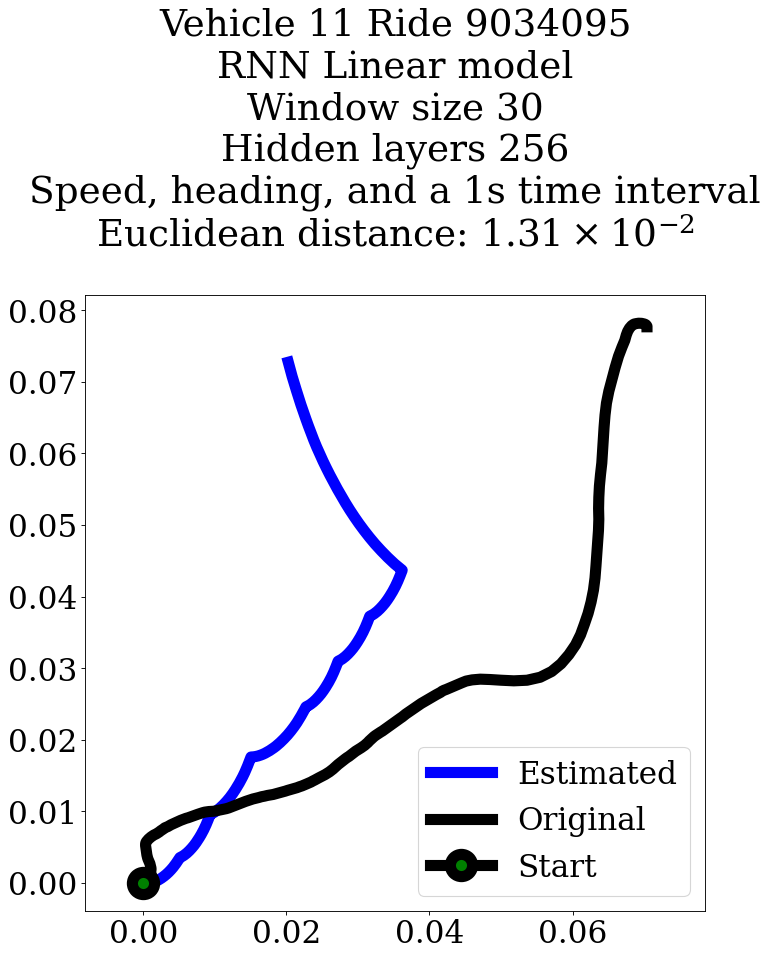 Vehicle 11 Ride 9034095
RNN Linear model
Window size 30
Hidden layers 256
Speed, heading, and a 1s time interval
Euclidean distance: 1.31 × 10⁻²
0.08
0.07
0.06
0.05
0.04
0.03
0.02
0.01
0.00
Estimated
Original
Start
0.00 0.02 0.04 0.06